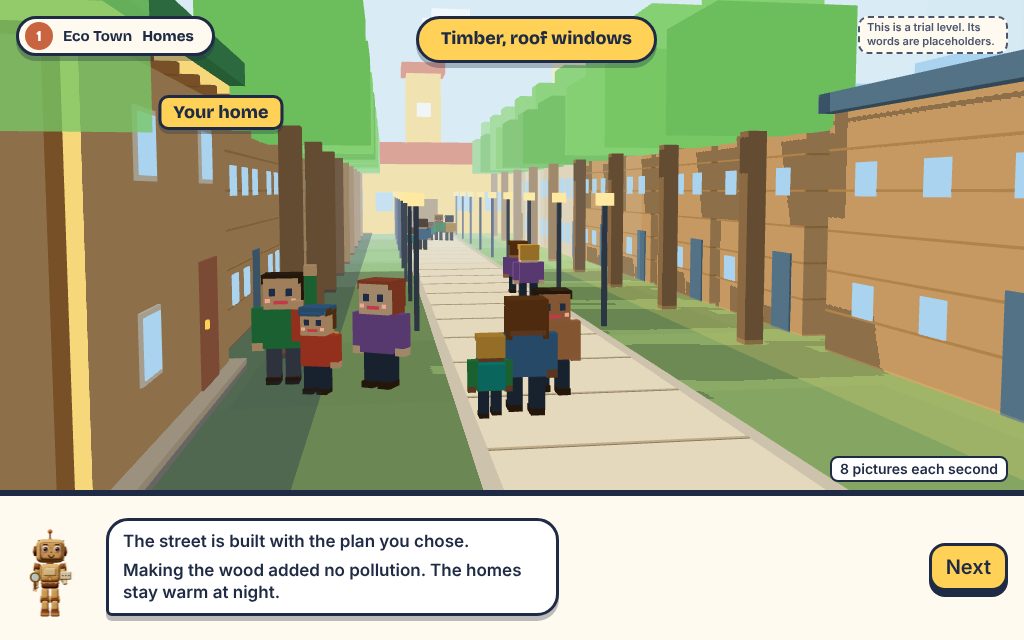 1 Eco Town Homes
Timber, roof windows
This is a trial level. Its
words are placeholders.
Your home
8 pictures each second
The street is built with the plan you chose.
Making the wood added no pollution. The homes
stay warm at night.
Next